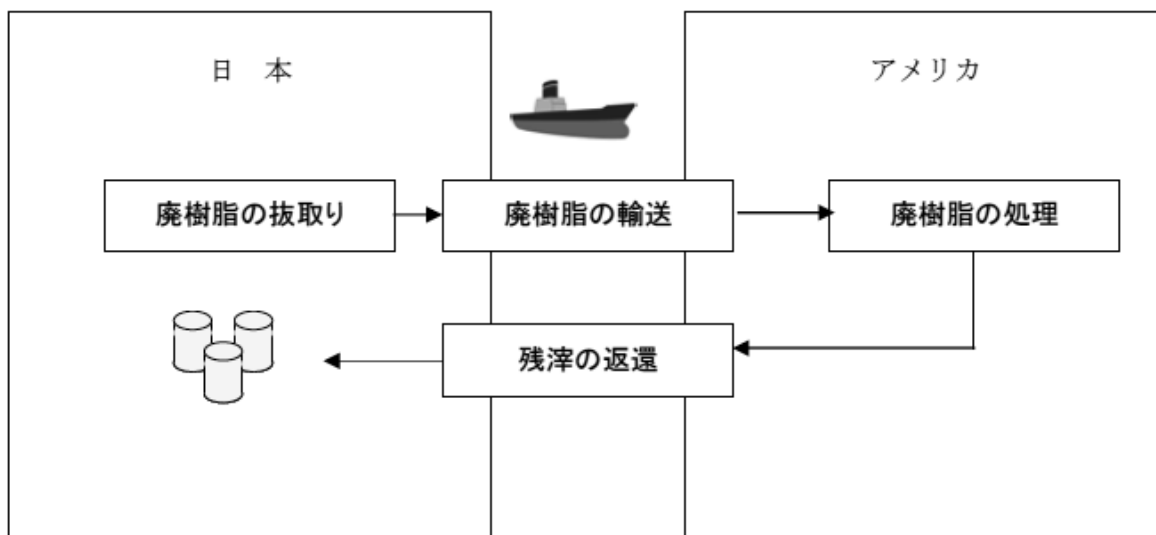 日 本
アメリカ
廃樹脂の抜取り
廃樹脂の輸送
廃樹脂の処理
残滓の返還